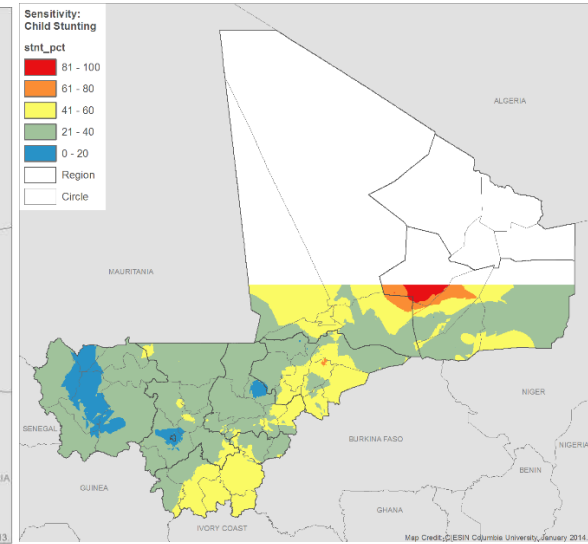 Sensitivity:
Child Stunting
stnt_pct
81 - 100
61 - 80
41 - 60
21 - 40
0 - 20
Region
Circle
ALGERIA
MAURITANIA
NIGER
SENEGAL
BURKINA FASO
NIGERIA
BENIN
GUINEA
GHANA
IVORY COAST
Map Credit: CIESIN Columbia University, January 2014